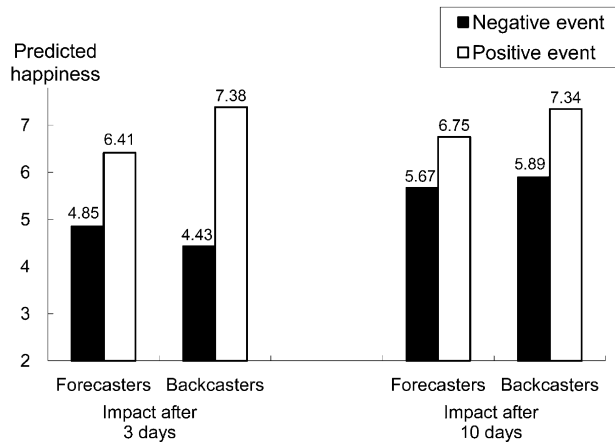 Negative event
Positive event
Predicted
happiness
7
6
5
4
3
2
4.85
6.41
4.43
7.38
5.67
6.75
5.89
7.34
Forecasters Backcasters
Forecasters Backcasters
Impact after
3 days
Impact after
10 days